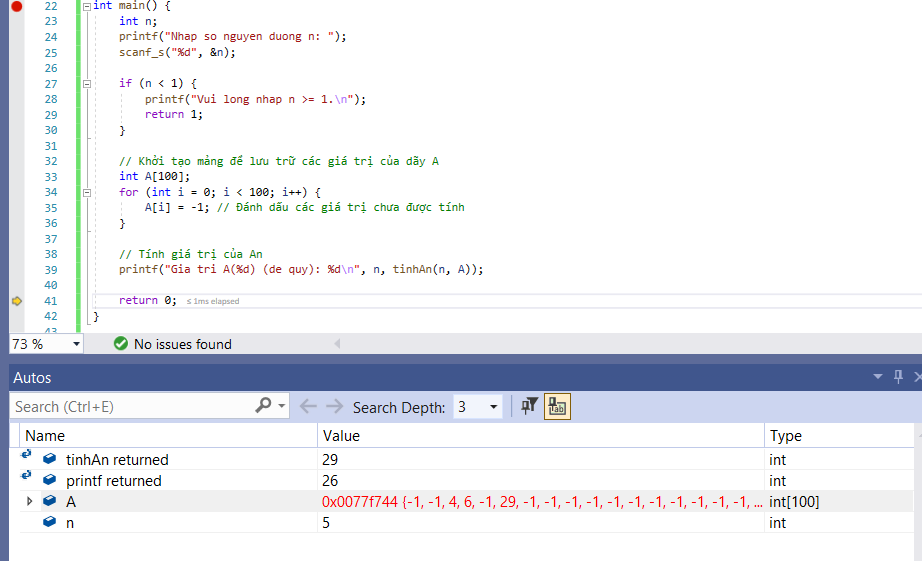 22 int main() {
23 int n;
24 printf("Nhap so nguyen duong n: ");
25 scanf_s("%d", &n);
26
27 if (n < 1) {
28 printf("Vui long nhap n >= 1.\n");
29 return 1;
30 }
31
32 // Khởi tạo mảng để lưu trữ các giá trị của dãy A
33 int A[100];
34 for (int i = 0; i < 100; i++) {
35 A[i] = -1; // Đánh dấu các giá trị chưa được tính
36 }
37
38 // Tính giá trị của An
39 printf("Gia tri A(%d) (de quy): %d\n", n, tinhAn(n, A));
40
41 return 0; ≤ 1ms elapsed
42 }
43
73 % No issues found
Autos
Search (Ctrl+E) Search Depth: 3
Name Value Type
tinhAn returned 29 int
printf returned 26 int
A 0x0077f744 {-1, -1, 4, 6, -1, 29, -1, -1, -1, -1, -1, -1, -1, -1, -1, -1, -1, ... int[100]
n 5 int